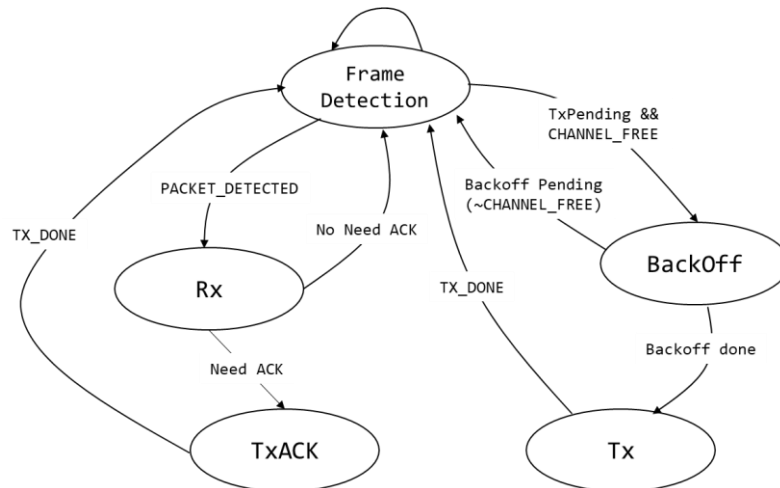 Frame
Detection
TxPending &&
CHANNEL_FREE
PACKET_DETECTED
Backoff Pending
(~CHANNEL_FREE)
TX_DONE
No Need ACK
BackOff
Rx
TX_DONE
Backoff done
Need ACK
TxACK
Tx